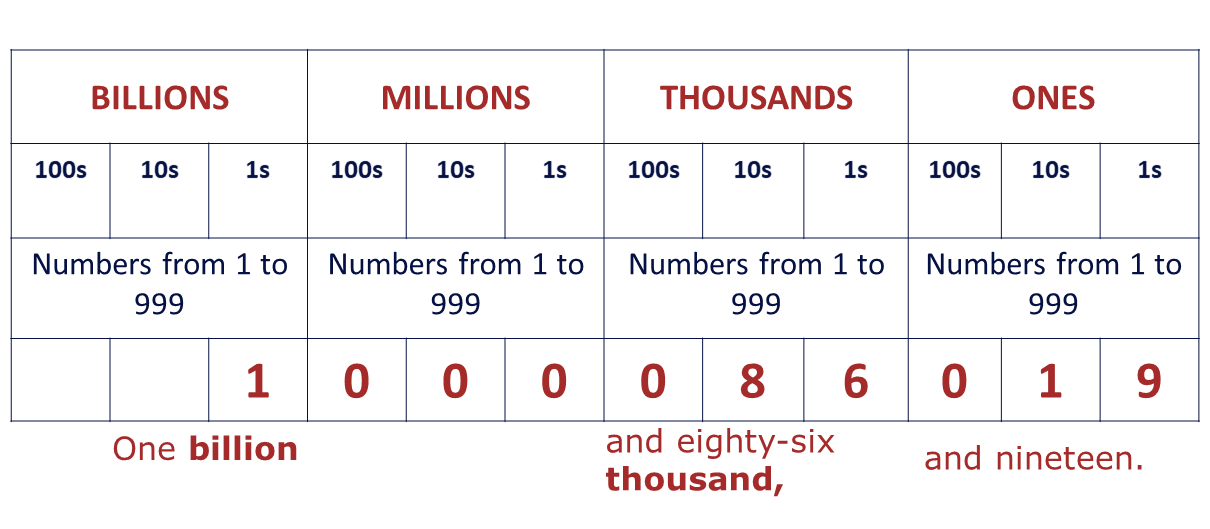 BILLIONS MILLIONS THOUSANDS ONES
100s 10s 1s 100s 10s 1s 100s 10s 1s 100s 10s 1s
Numbers from 1 to 999 Numbers from 1 to 999 Numbers from 1 to 999 Numbers from 1 to 999
1 0 0 0 0 8 6 0 1 9
One billion
and eighty-six
thousand,
and nineteen.